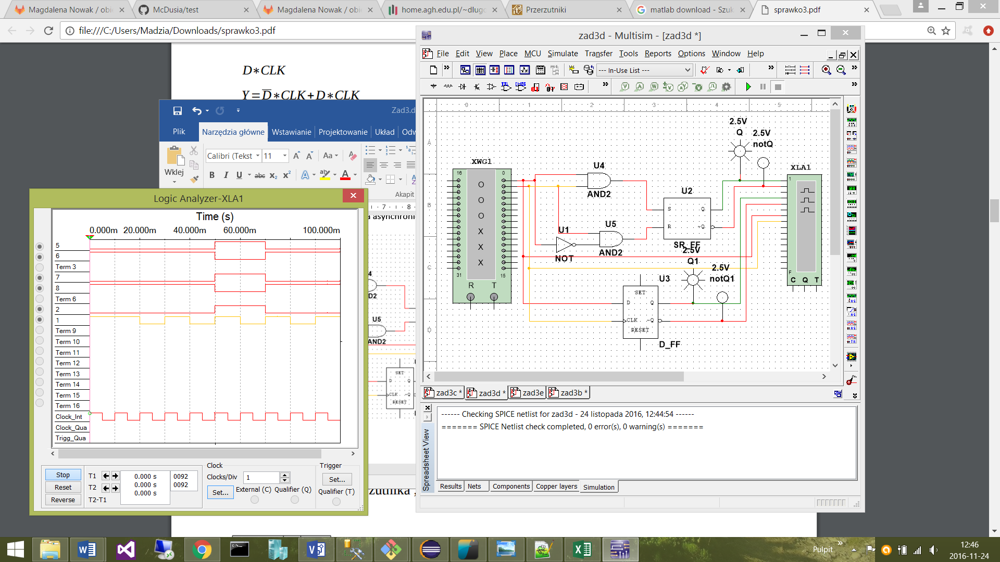 Magdalena Nowak / obi
McDusia/test
Magdalena Nowak / obi
home.agh.edu.pl/~dlug
Przerzutniki
matlab download - Szuk
sprawko3.pdf
file:///C:/Users/Madzia/Downloads/sprawko3.pdf
D*CLK
Y=D̅*CLK+D*CLK
Zad3.d
Plik
Narzędzia główne
Wstawianie
Projektowanie
Układ
Odw
Wklej
Calibri (Tekst
11
Aa
B I U abc x₂ x² A A
Akapit
7 8
a asynchroni
zutnika ,
Logic Analyzer-XLA1
Time (s)
0.000m 20.000m 40.000m 60.000m 100.000m
5
6
Term 3
7
8
Term 6
2
1
Term 9
Term 10
Term 11
Term 12
Term 13
Term 14
Term 15
Term 16
Clock_Int
Clock_Qua
Trigg_Qua
Stop
Reset
Reverse
T1
T2
T2-T1
0.000 s
0.000 s
0.000 s
0092
0092
Clock
Clocks/Div
1
Set...
External (C)
Qualifier (Q)
Trigger
Set...
Qualifier (T)
4
D2
U5
AND2
SET
D Q
CLK ~Q
RESET
zad3d - Multisim - [zad3d *]
File Edit View Place MCU Simulate Transfer Tools Reports Options Window Help
--- In-Use List ---
0 1 2 3 4 5
A
B
C
D
XWG1
16 0
O
O
O
X
X
X
31 15
R T
U4
AND2
U1
NOT
U5
AND2
U2
S Q
R ~Q
SR_FF
2.5V
Q
2.5V
notQ
XLA1
1
F
C Q T
2.5V
Q1
2.5V
notQ1
U3
SET
D Q
CLK ~Q
RESET
D_FF
zad3c *
zad3d *
zad3e
zad3b *
Spreadsheet View
------ Checking SPICE netlist for zad3d - 24 listopada 2016, 12:44:54 ------
======= SPICE Netlist check completed, 0 error(s), 0 warning(s) =======
Results
Nets
Components
Copper layers
Simulation
Pulpit
12:46
2016-11-24